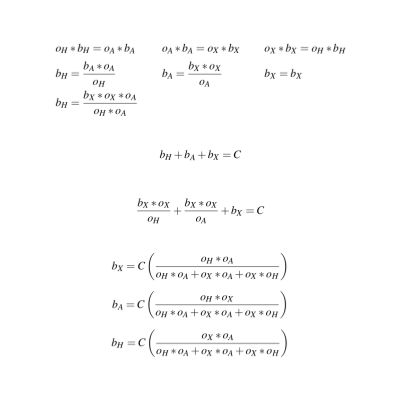 $o_H * b_H = o_A * b_A$ $o_A * b_A = o_X * b_X$ $o_X * b_X = o_H * b_H$
$b_H = \frac{b_A * o_A}{o_H}$ $b_A = \frac{b_X * o_X}{o_A}$ $b_X = b_X$
$b_H = \frac{b_X * o_X * o_A}{o_H * o_A}$
$b_H + b_A + b_X = C$
$\frac{b_X * o_X}{o_H} + \frac{b_X * o_X}{o_A} + b_X = C$
$b_X = C \left( \frac{o_H * o_A}{o_H * o_A + o_X * o_A + o_X * o_H} \right)$
$b_A = C \left( \frac{o_H * o_X}{o_H * o_A + o_X * o_A + o_X * o_H} \right)$
$b_H = C \left( \frac{o_X * o_A}{o_H * o_A + o_X * o_A + o_X * o_H} \right)$